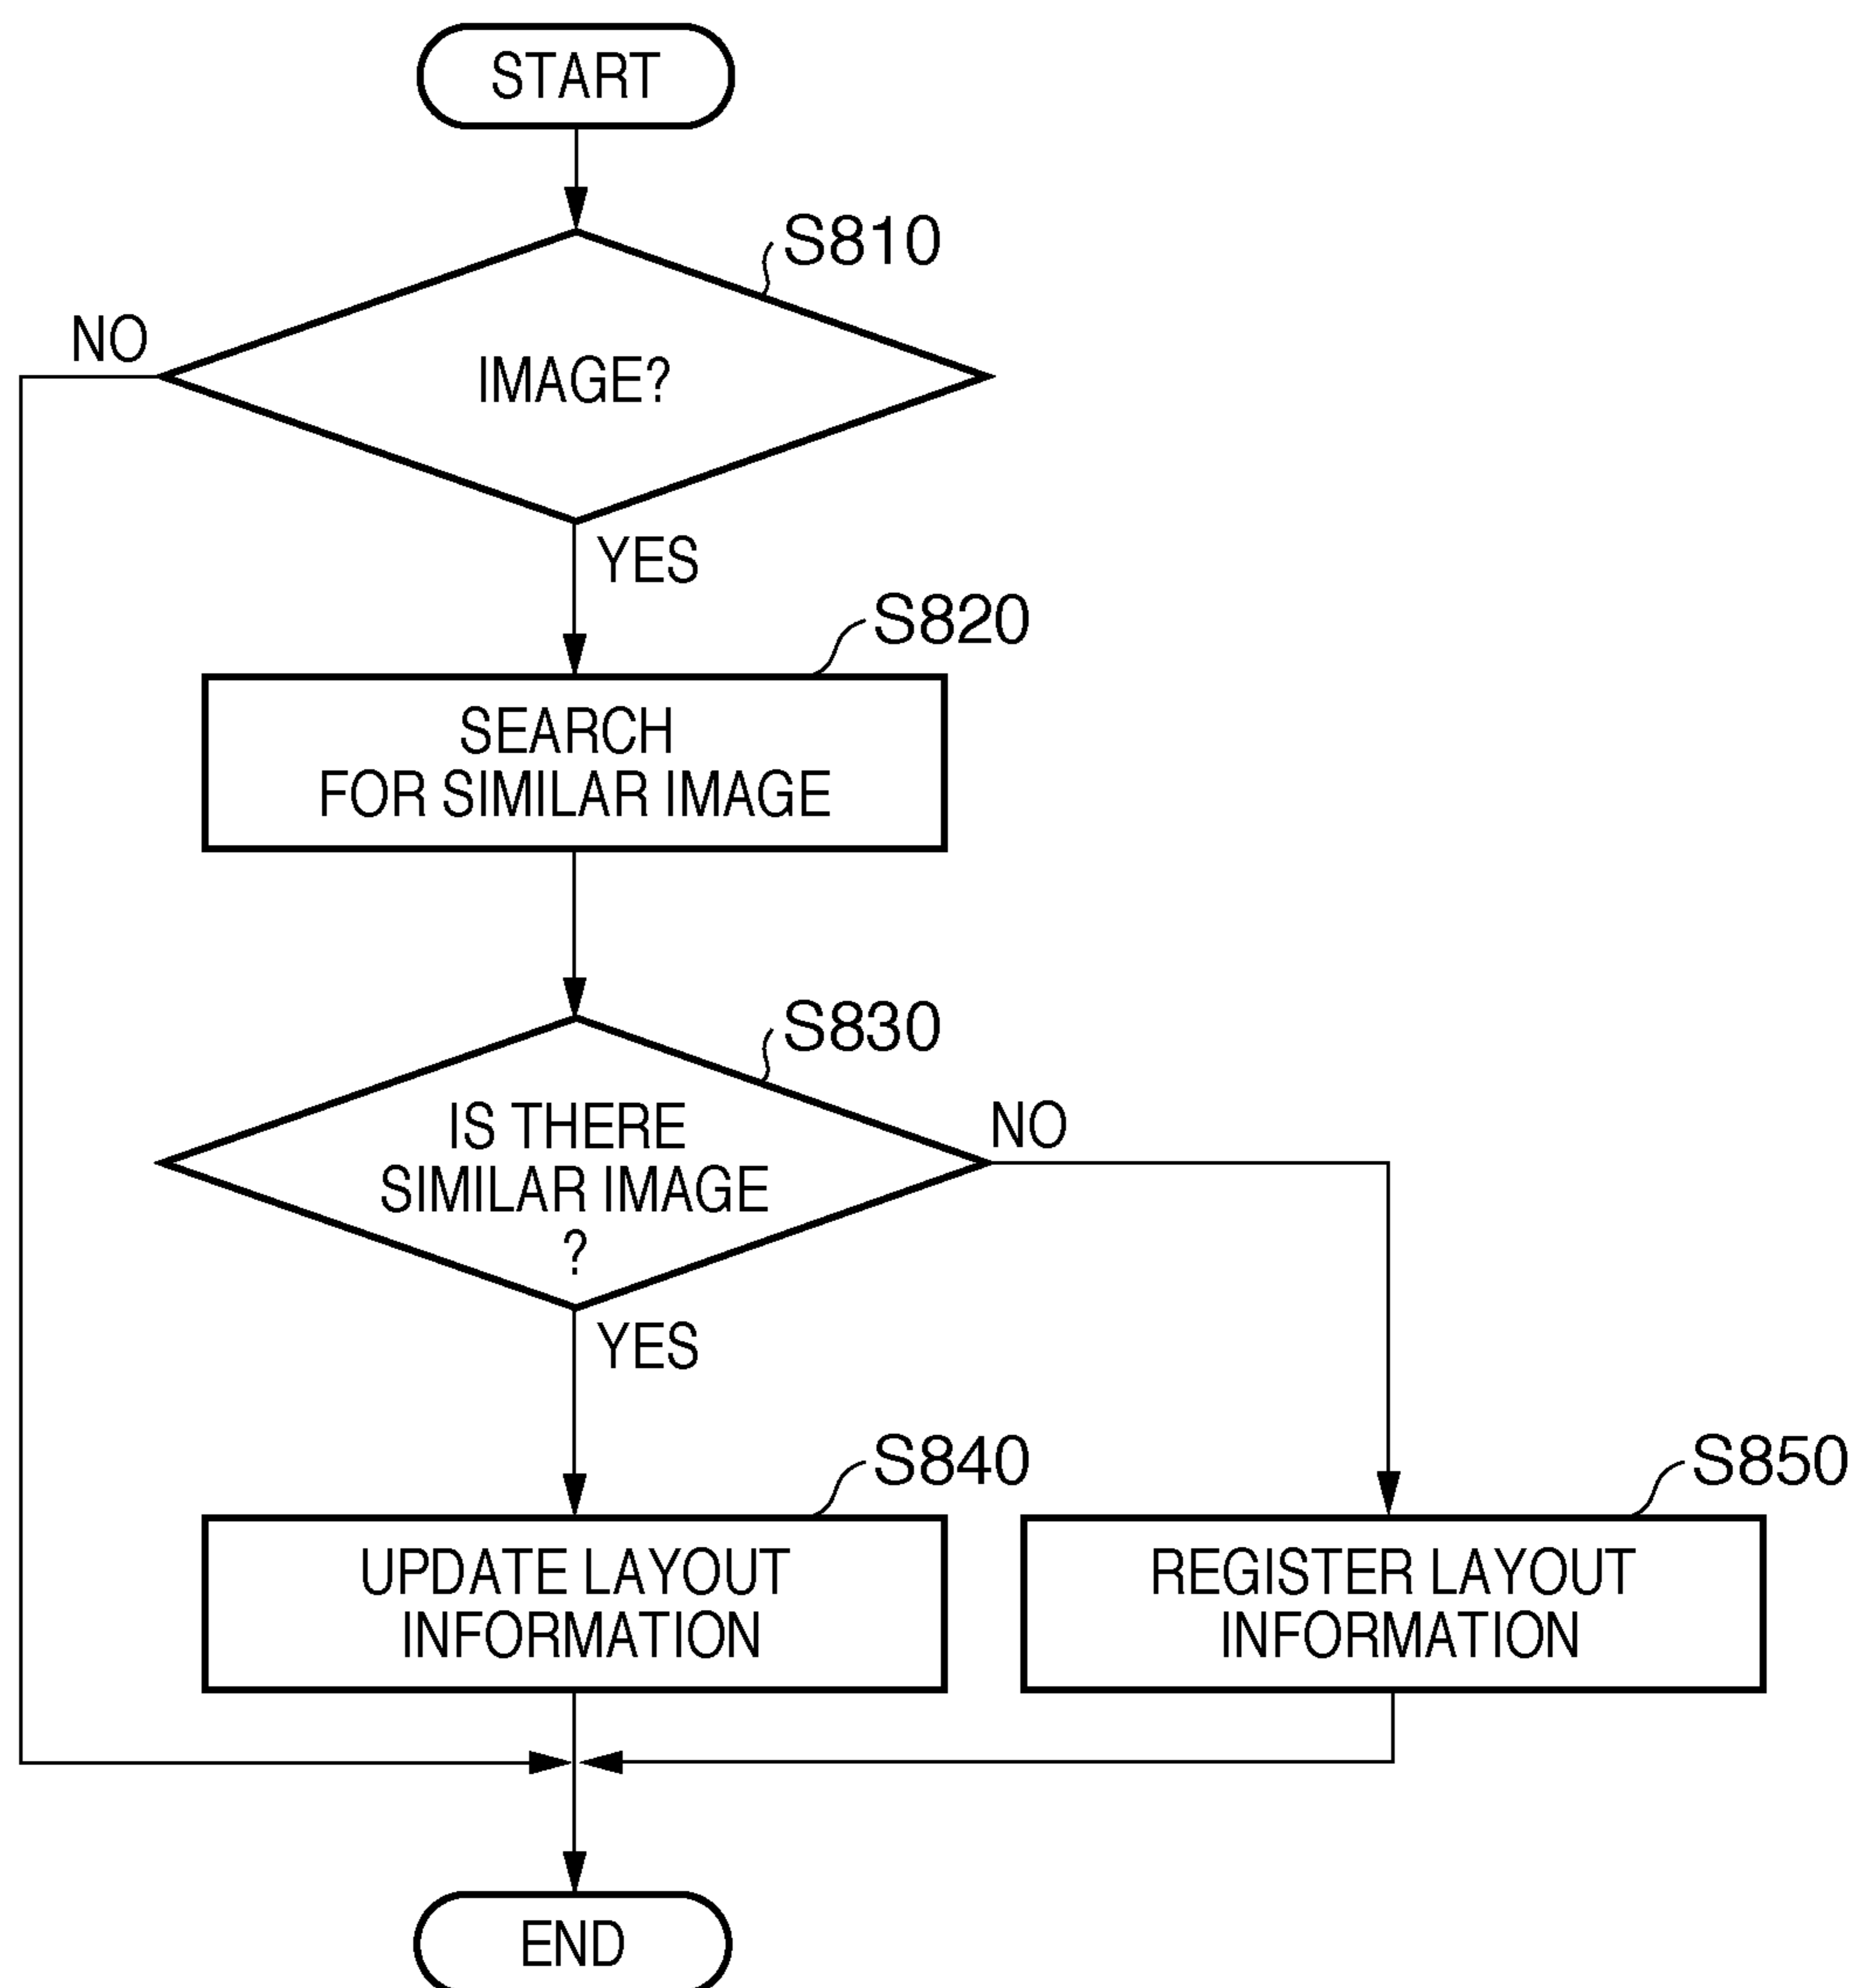 START
S810
NO
IMAGE?
YES
S820
SEARCH
FOR SIMILAR IMAGE
S830
IS THERE
SIMILAR IMAGE
?
NO
YES
S840
S850
UPDATE LAYOUT
INFORMATION
REGISTER LAYOUT
INFORMATION
END